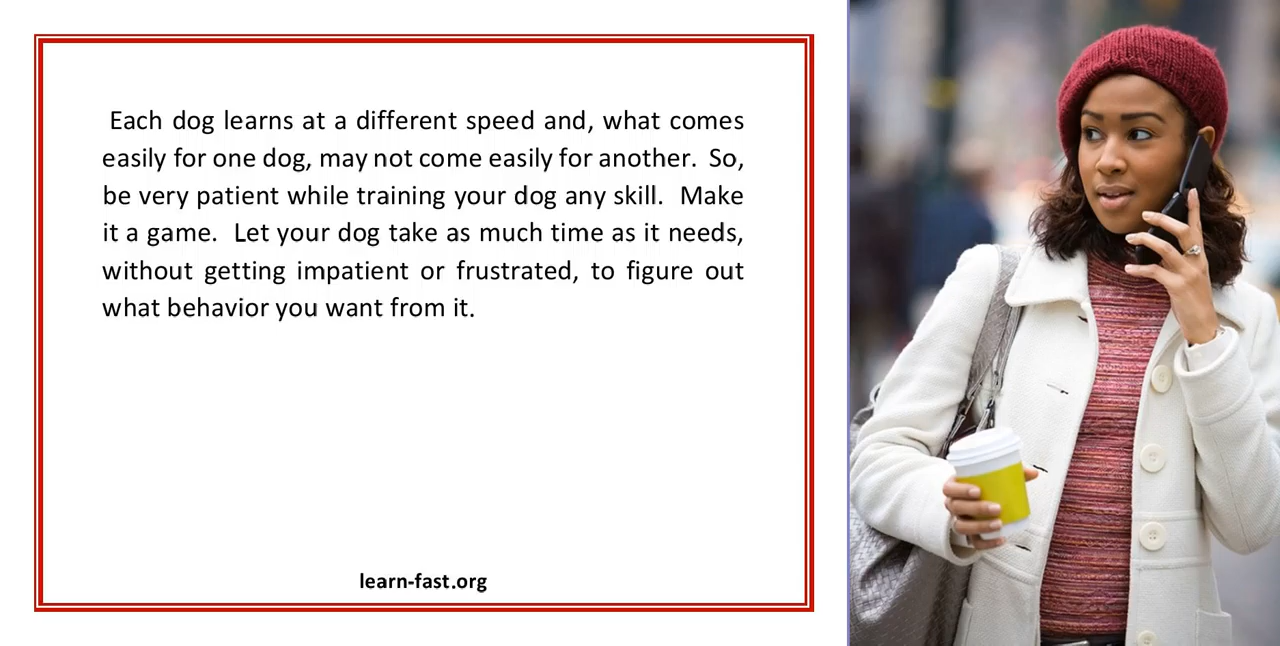 Each dog learns at a different speed and, what comes
easily for one dog, may not come easily for another.  So,
be very patient while training your dog any skill.  Make
it a game.  Let your dog take as much time as it needs,
without getting impatient or frustrated, to figure out
what behavior you want from it.
learn-fast.org